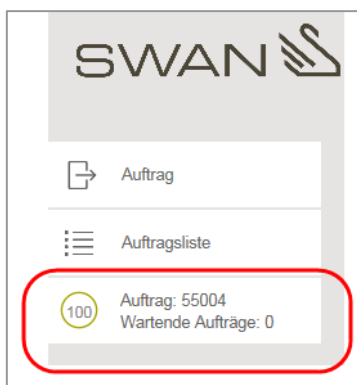 SWAN
Auftrag
Auftragsliste
100
Auftrag: 55004
Wartende Aufträge: 0